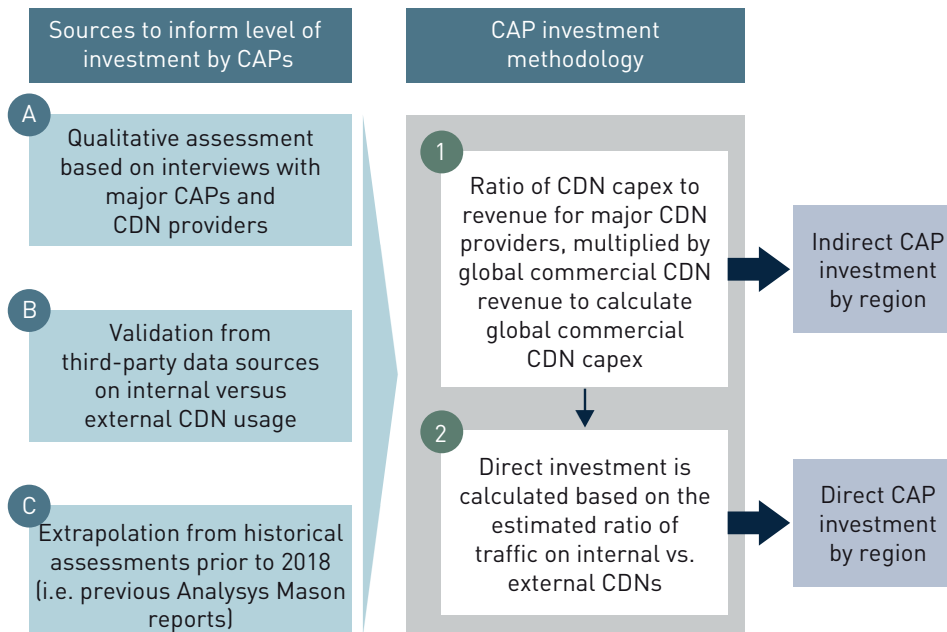 Sources to inform level of
investment by CAPs
CAP investment
methodology
A
Qualitative assessment
based on interviews with
major CAPs and
CDN providers
B
Validation from
third-party data sources
on internal versus
external CDN usage
C
Extrapolation from historical
assessments prior to 2018
(i.e. previous Analysys Mason
reports)
1
Ratio of CDN capex to
revenue for major CDN
providers, multiplied by
global commercial CDN
revenue to calculate
global commercial
CDN capex
2
Direct investment is
calculated based on the
estimated ratio of
traffic on internal vs.
external CDNs
Indirect CAP
investment
by region
Direct CAP
investment
by region